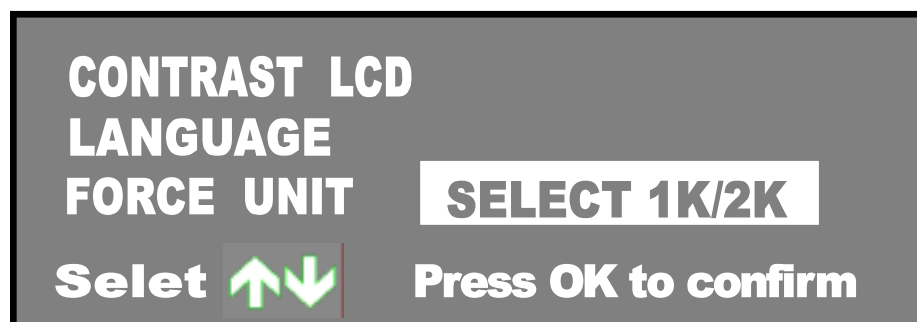 CONTRAST LCD
LANGUAGE
FORCE UNIT SELECT 1K/2K
Selet Press OK to confirm